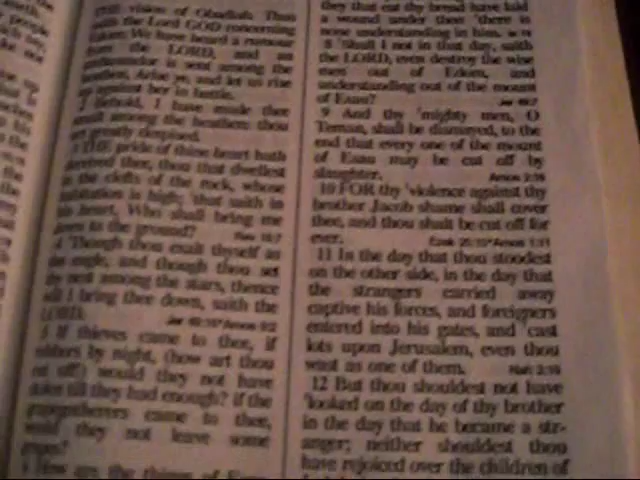 vision of Obadiah. Thus
the Lord GOD concerning
We have heard a rumour
from the LORD, and an
ambassador is sent among the
Arise ye, and let us rise
against her in battle.
Behold, I have made thee
small among the heathen: thou
greatly despised.
THE pride of thine heart hath
deceived thee, thou that dwellest
in the clefts of the rock, whose
habitation is high; that saith in
his heart, Who shall bring me
down to the ground?
4 Though thou exalt thyself as
the eagle, and though thou set
thy nest among the stars, thence
will I bring thee down, saith the
LORD.
5 If thieves came to thee, if
robbers by night, (how art thou
cut off!) would they not have
stolen till they had enough? if the
grapegatherers came to thee,
would they not leave some
grapes?
How are the things of
they that eat thy bread have laid
a wound under thee: there is
none understanding in him.
8 Shall I not in that day, saith
the LORD, even destroy the wise
men out of Edom, and
understanding out of the mount
of Esau?
9 And thy mighty men, O
Teman, shall be dismayed, to the
end that every one of the mount
of Esau may be cut off by
slaughter. Amos 2:16
10 FOR thy violence against thy
brother Jacob shame shall cover
thee, and thou shalt be cut off for
ever.
11 In the day that thou stoodest
on the other side, in the day that
the strangers carried away
captive his forces, and foreigners
entered into his gates, and cast
lots upon Jerusalem, even thou
wast as one of them.
12 But thou shouldest not have
looked on the day of thy brother
in the day that he became a str-
anger; neither shouldest thou
have rejoiced over the children of